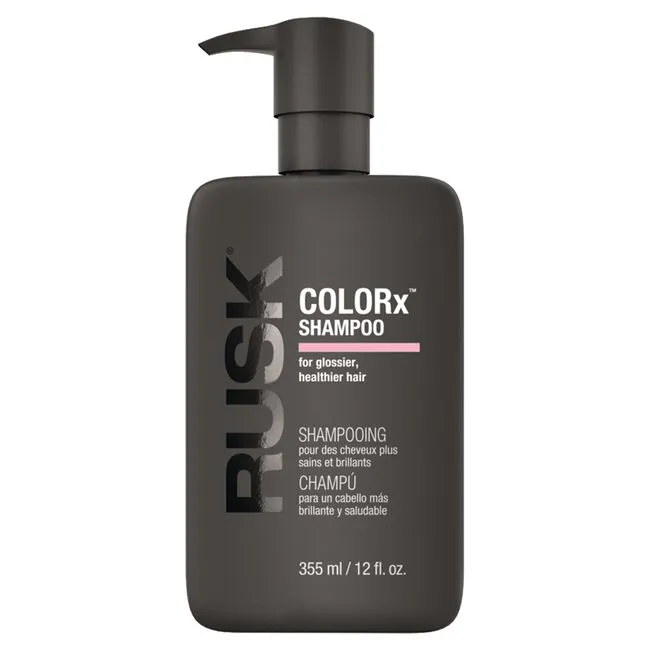 RUSK®
COLORx™
SHAMPOO
for glossier,
healthier hair
SHAMPOOING
pour des cheveux plus
sains et brillants
CHAMPÚ
para un cabello más
brillante y saludable
355 ml / 12 fl. oz.